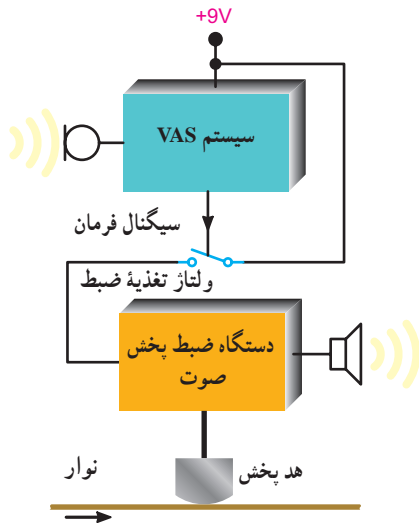 +9V
سیستم VAS
سیگنال فرمان
ولتاژ تغذیهٔ ضبط
دستگاه ضبط پخش
صوت
نوار
هد پخش